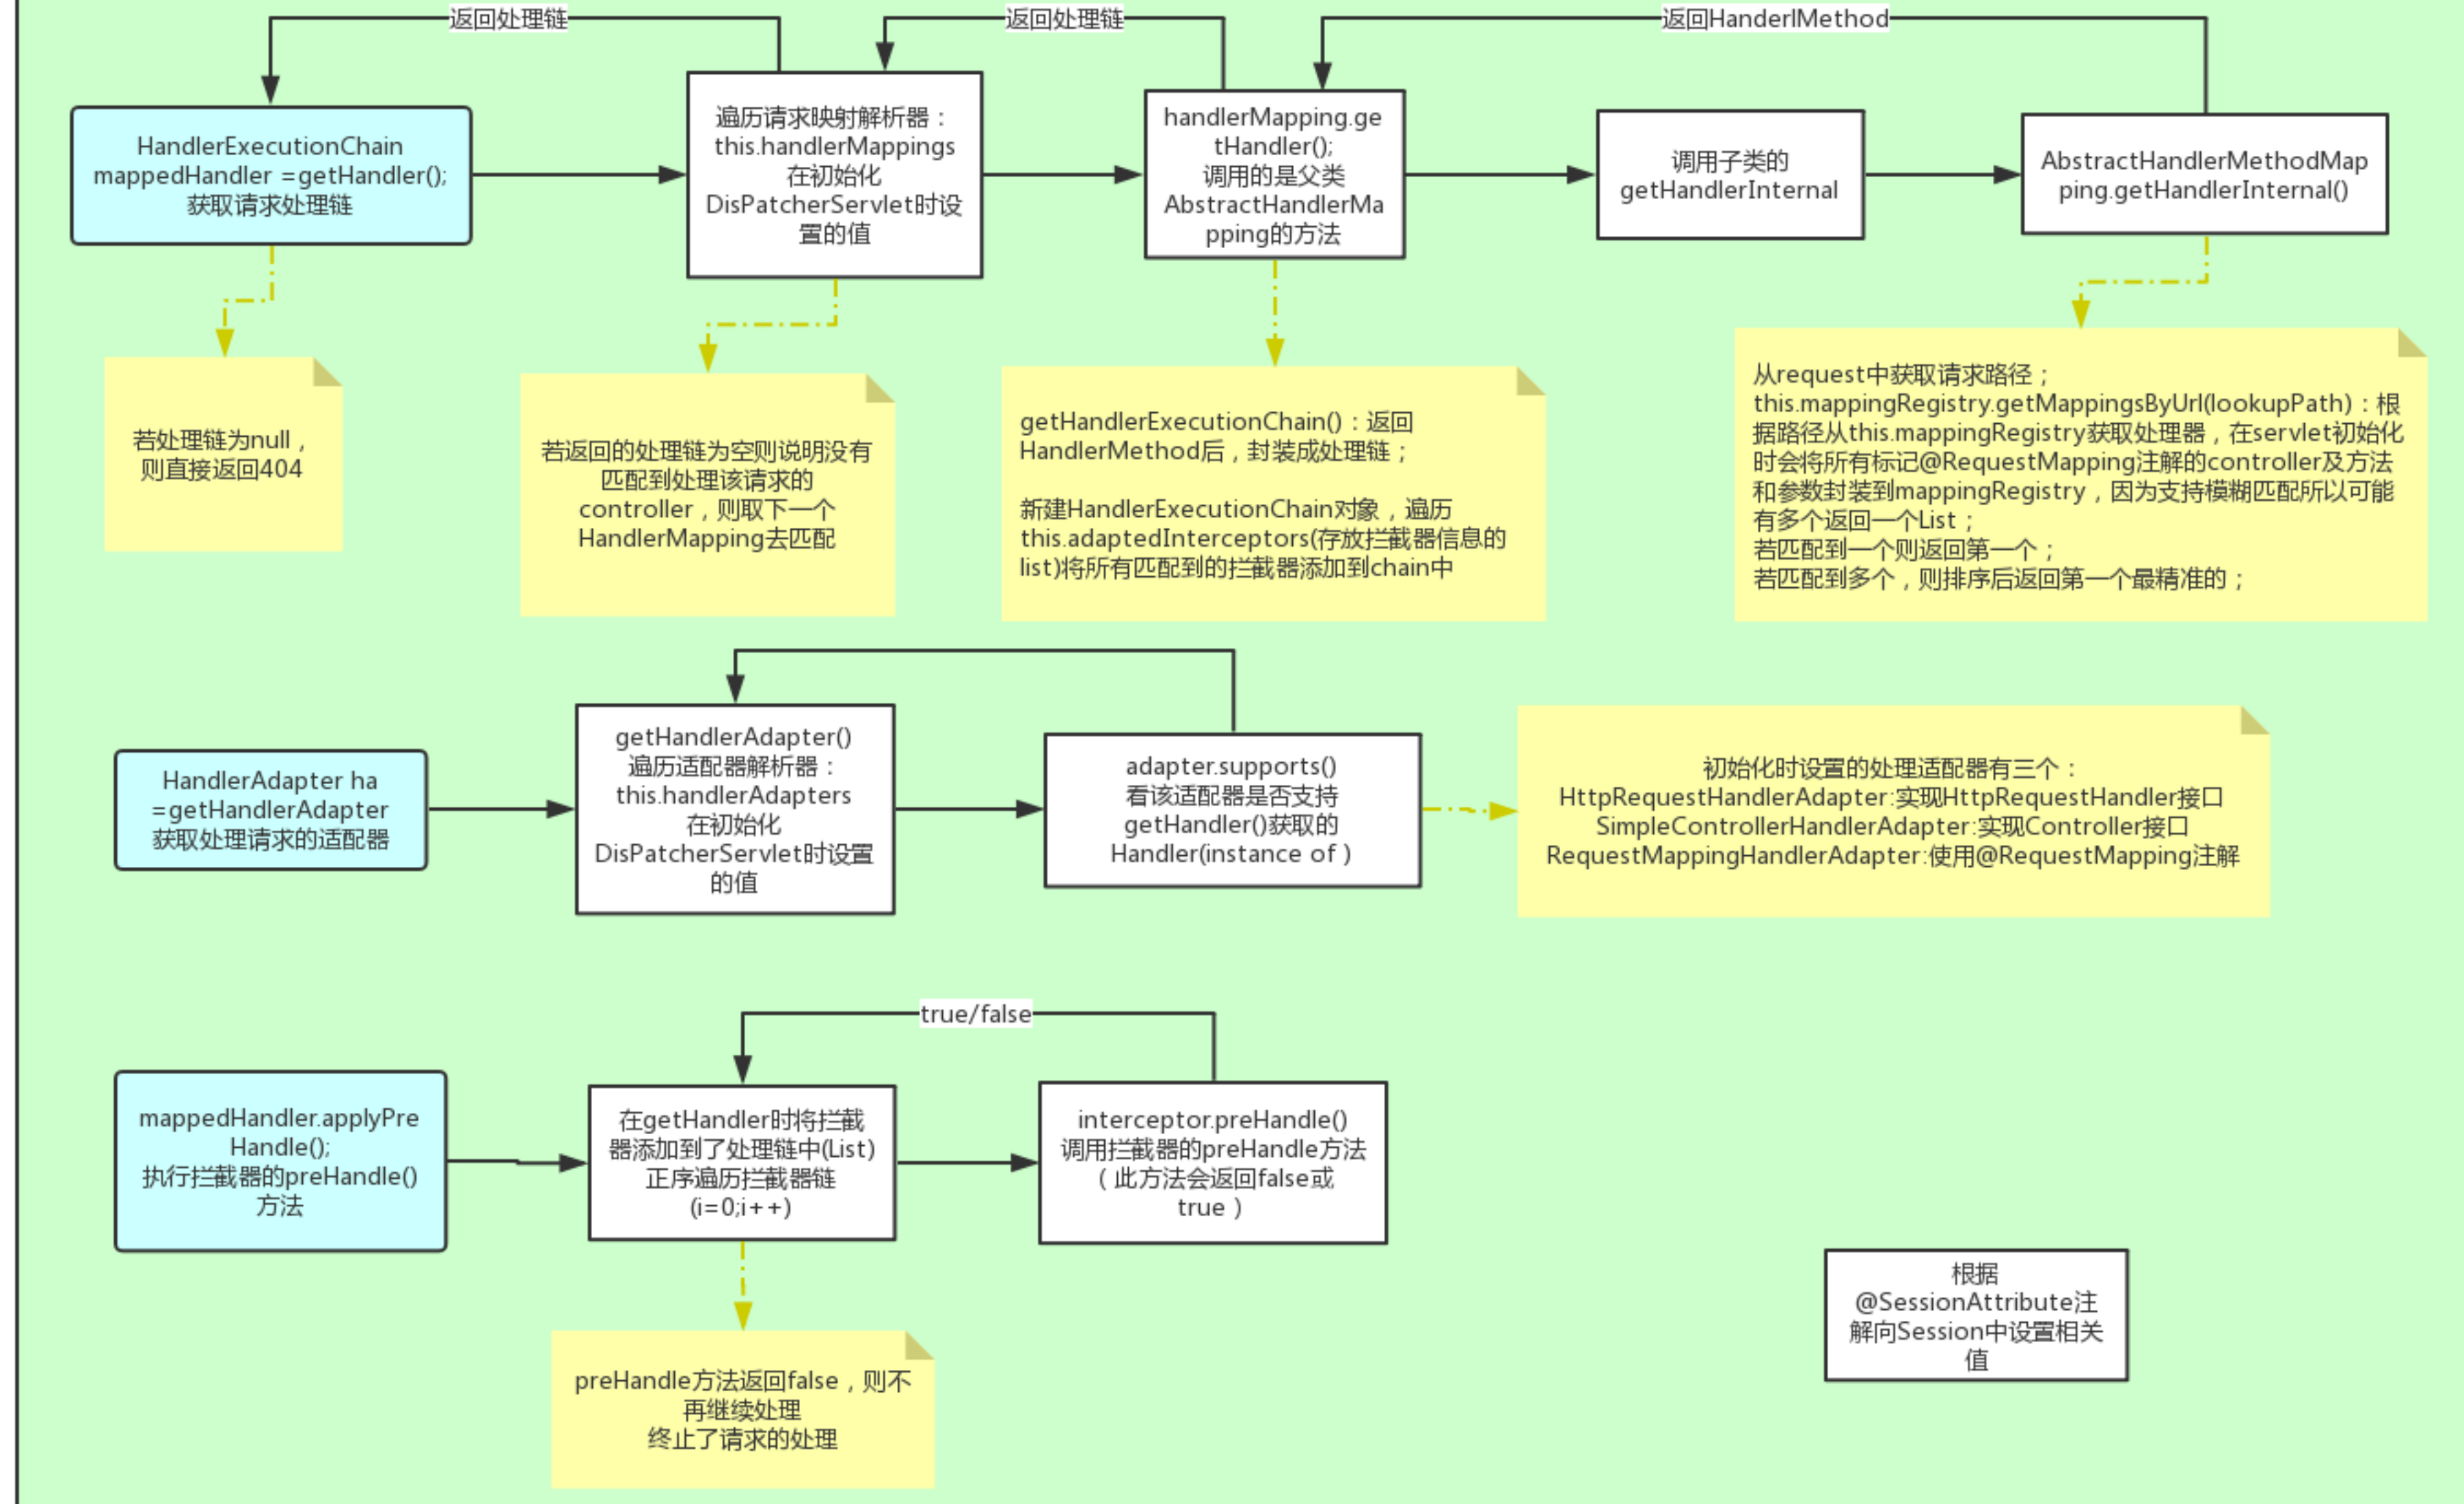 返回处理链
返回处理链
返回HanderlMethod
HandlerExecutionChain
mappedHandler =getHandler();
获取请求处理链
遍历请求映射解析器：
this.handlerMappings
在初始化
DisPatcherServlet时设
置的值
handlerMapping.ge
tHandler();
调用的是父类
AbstractHandlerMa
pping的方法
调用子类的
getHandlerInternal
AbstractHandlerMethodMap
ping.getHandlerInternal()
若处理链为null，
则直接返回404
若返回的处理链为空则说明没有
匹配到处理该请求的
controller，则取下一个
HandlerMapping去匹配
getHandlerExecutionChain()：返回
HandlerMethod后，封装成处理链；
新建HandlerExecutionChain对象，遍历
this.adaptedInterceptors(存放拦截器信息的
list)将所有匹配到的拦截器添加到chain中
从request中获取请求路径；
this.mappingRegistry.getMappingsByUrl(lookupPath)：根
据路径从this.mappingRegistry获取处理器，在servlet初始化
时会将所有标记@RequestMapping注解的controller及方法
和参数封装到mappingRegistry，因为支持模糊匹配所以可能
有多个返回一个List；
若匹配到一个则返回第一个；
若匹配到多个，则排序后返回第一个最精准的；
HandlerAdapter ha
=getHandlerAdapter
获取处理请求的适配器
getHandlerAdapter()
遍历适配器解析器：
this.handlerAdapters
在初始化
DisPatcherServlet时设置
的值
adapter.supports()
看该适配器是否支持
getHandler()获取的
Handler(instance of）
初始化时设置的处理适配器有三个：
HttpRequestHandlerAdapter:实现HttpRequestHandler接口
SimpleControllerHandlerAdapter:实现Controller接口
RequestMappingHandlerAdapter:使用@RequestMapping注解
true/false
mappedHandler.applyPre
Handle();
执行拦截器的preHandle()
方法
在getHandler时将拦截
器添加到了处理链中(List)
正序遍历拦截器链
(i=0;i++)
interceptor.preHandle()
调用拦截器的preHandle方法
（此方法会返回false或
true）
preHandle方法返回false，则不
再继续处理
终止了请求的处理
根据
@SessionAttribute注
解向Session中设置相关
值